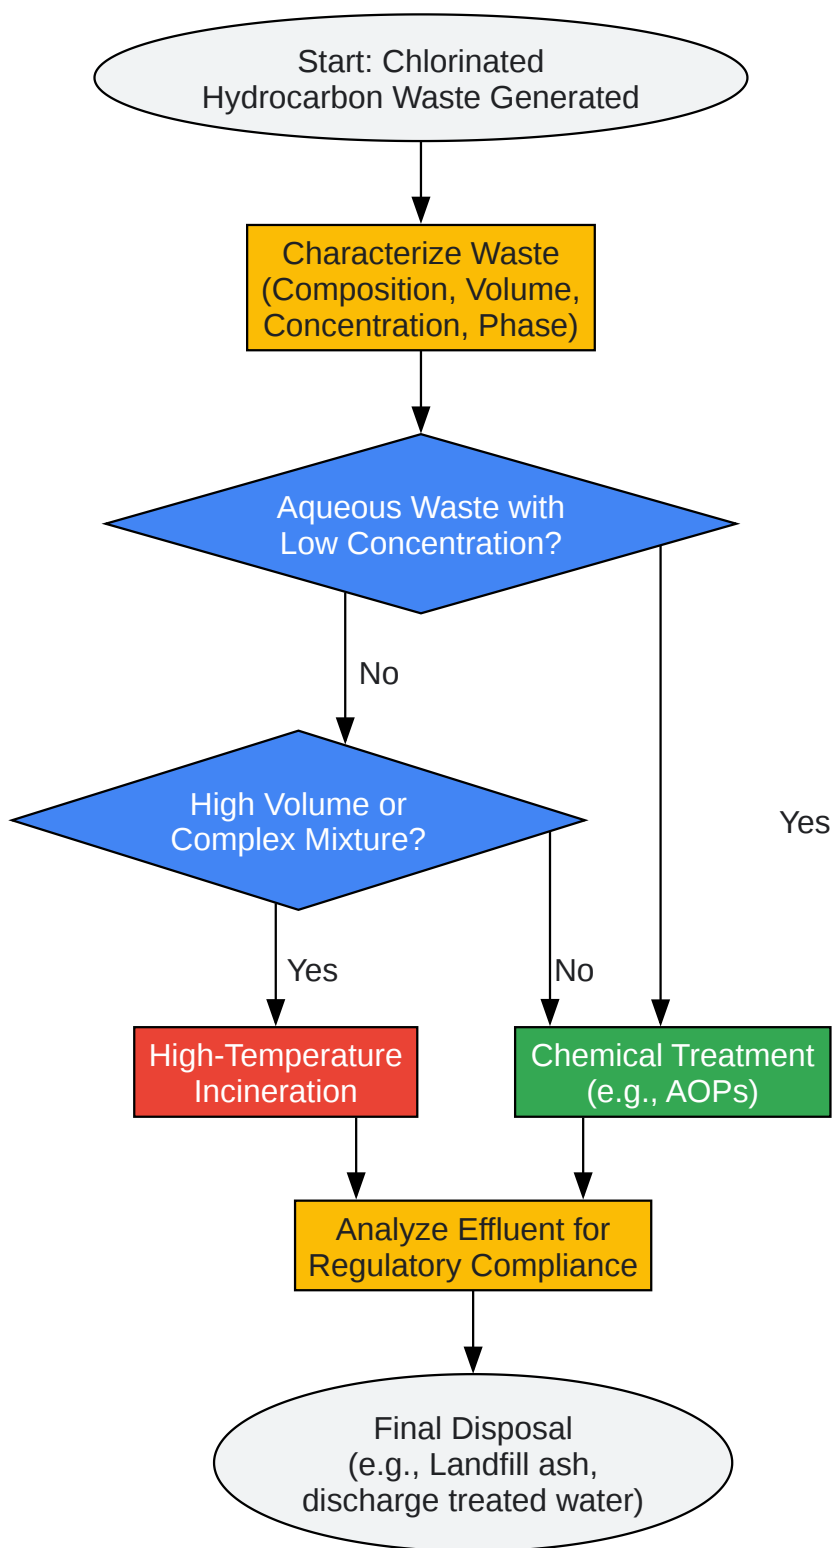 Start: Chlorinated
Hydrocarbon Waste Generated
Characterize Waste
(Composition, Volume,
Concentration, Phase)
Aqueous Waste with
Low Concentration?
No
High Volume or
Complex Mixture?
Yes
Yes
No
High-Temperature
Incineration
Chemical Treatment
(e.g., AOPs)
Analyze Effluent for
Regulatory Compliance
Final Disposal
(e.g., Landfill ash,
discharge treated water)